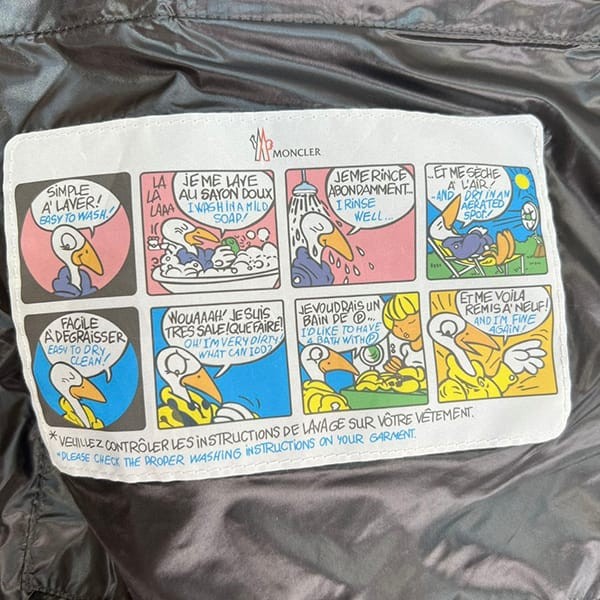 MONCLER
SIMPLE
A' LAVER!
EASY TO WASH!
LA
LA
LAAA
JE ME LAVE
AU SAVON DOUX
I WASH IN A MILD
SOAP!
JE ME RINCE
ABONDAMMENT...
I RINSE
WELL...
...ET ME SÈCHE
A' L'AIR!
...AND DRY IN AN
AERATED
SPOT!
FACILE
A' DÉGRAISSER
EASY TO DRY
CLEAN!
WOUAAAH! JE SUIS
TRES SALE! QUE FAIRE!
OH! I'M VERY DIRTY
WHAT CAN I DO?
JE VOUDRAIS UN
BAIN DE Ⓟ...
I'D LIKE TO HAVE
A BATH WITH Ⓟ
ET ME VOILA
REMIS A' NEUF!
AND I'M FINE
AGAIN!
* VEUILLEZ CONTRÔLER LES INSTRUCTIONS DE LAVAGE SUR VÔTRE VÊTEMENT.
*PLEASE CHECK THE PROPER WASHING INSTRUCTIONS ON YOUR GARMENT.